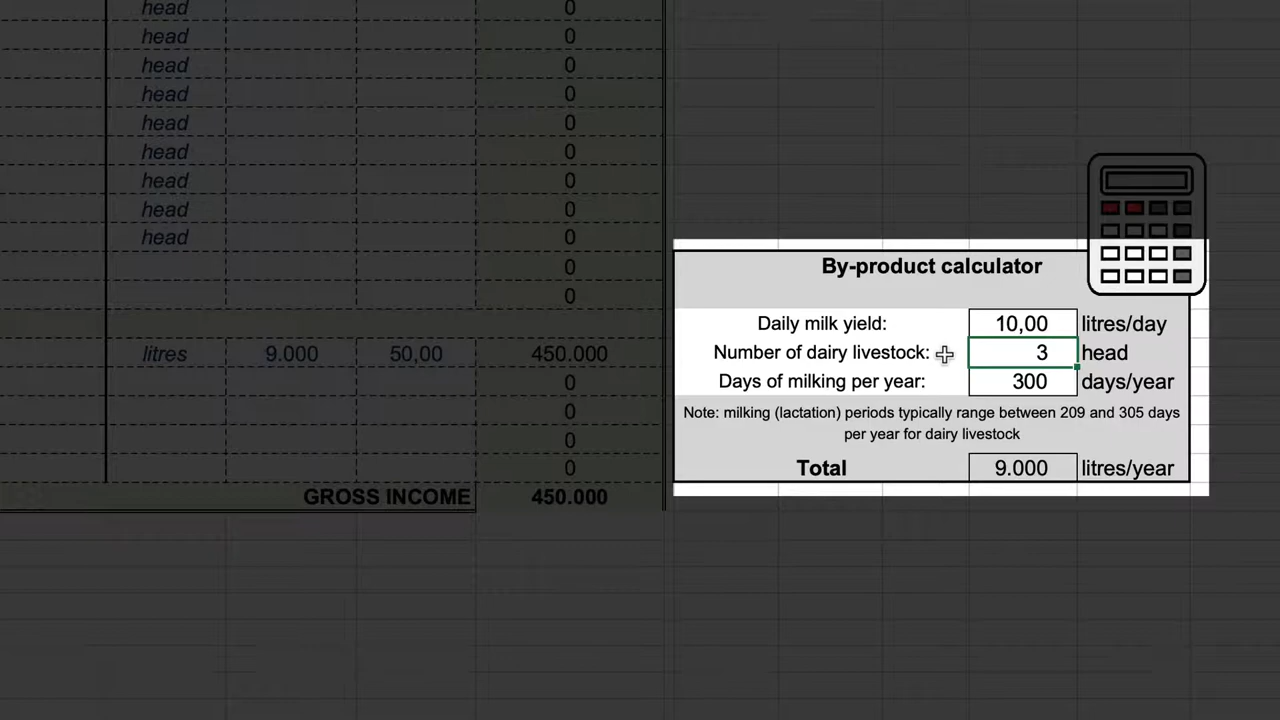 head 0
head 0
head 0
head 0
head 0
head 0
head 0
head 0
head 0
0
0
litres 9.000 50,00 450.000
0
0
0
0
GROSS INCOME 450.000
By-product calculator
Daily milk yield: 10,00 litres/day
Number of dairy livestock: 3 head
Days of milking per year: 300 days/year
Note: milking (lactation) periods typically range between 209 and 305 days
per year for dairy livestock
Total 9.000 litres/year